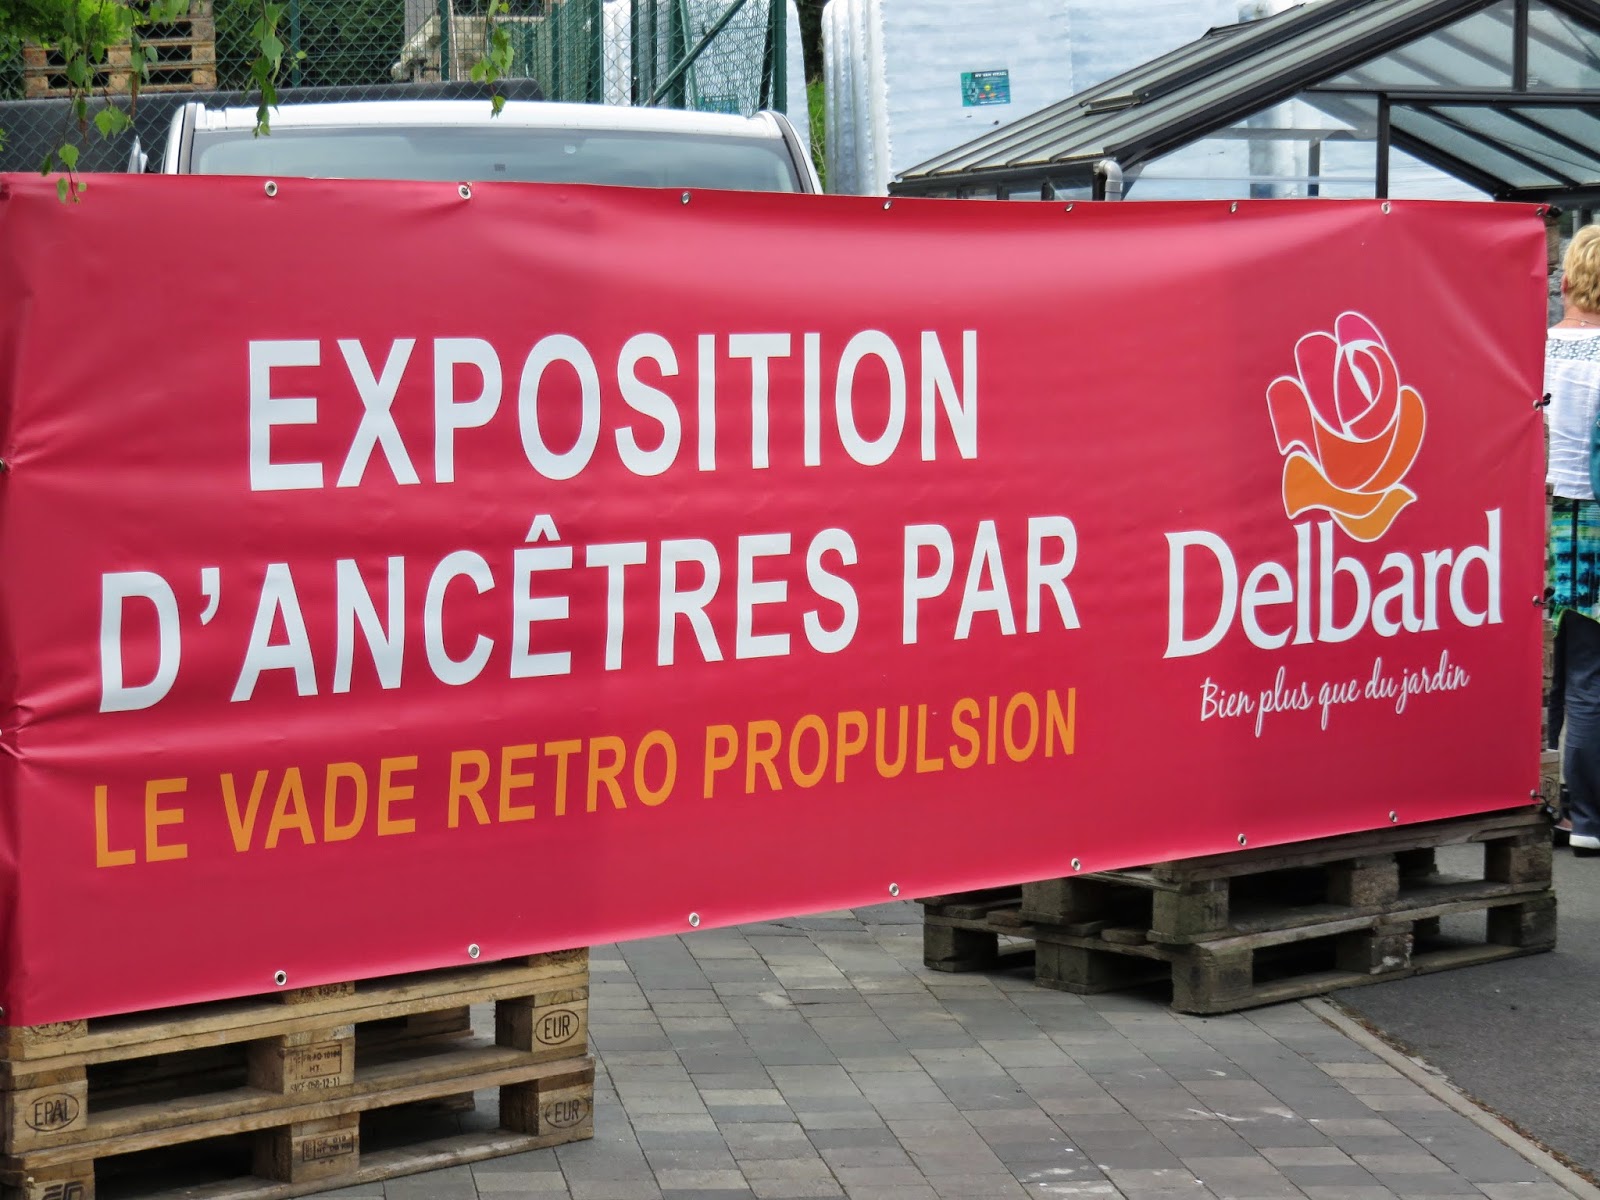 EXPOSITION
D'ANCÊTRES PAR
LE VADE RETRO PROPULSION
Delbard
Bien plus que du jardin
EUR
EPAL
EUR